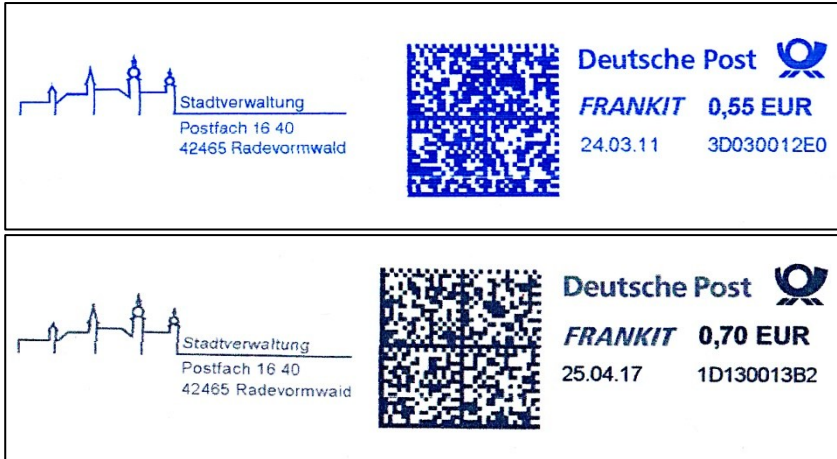 Stadtverwaltung
Postfach 16 40
42465 Radevormwald
Deutsche Post
FRANKIT 0,55 EUR
24.03.11 3D030012E0
Stadtverwaltung
Postfach 16 40
42465 Radevormwald
Deutsche Post
FRANKIT 0,70 EUR
25.04.17 1D130013B2